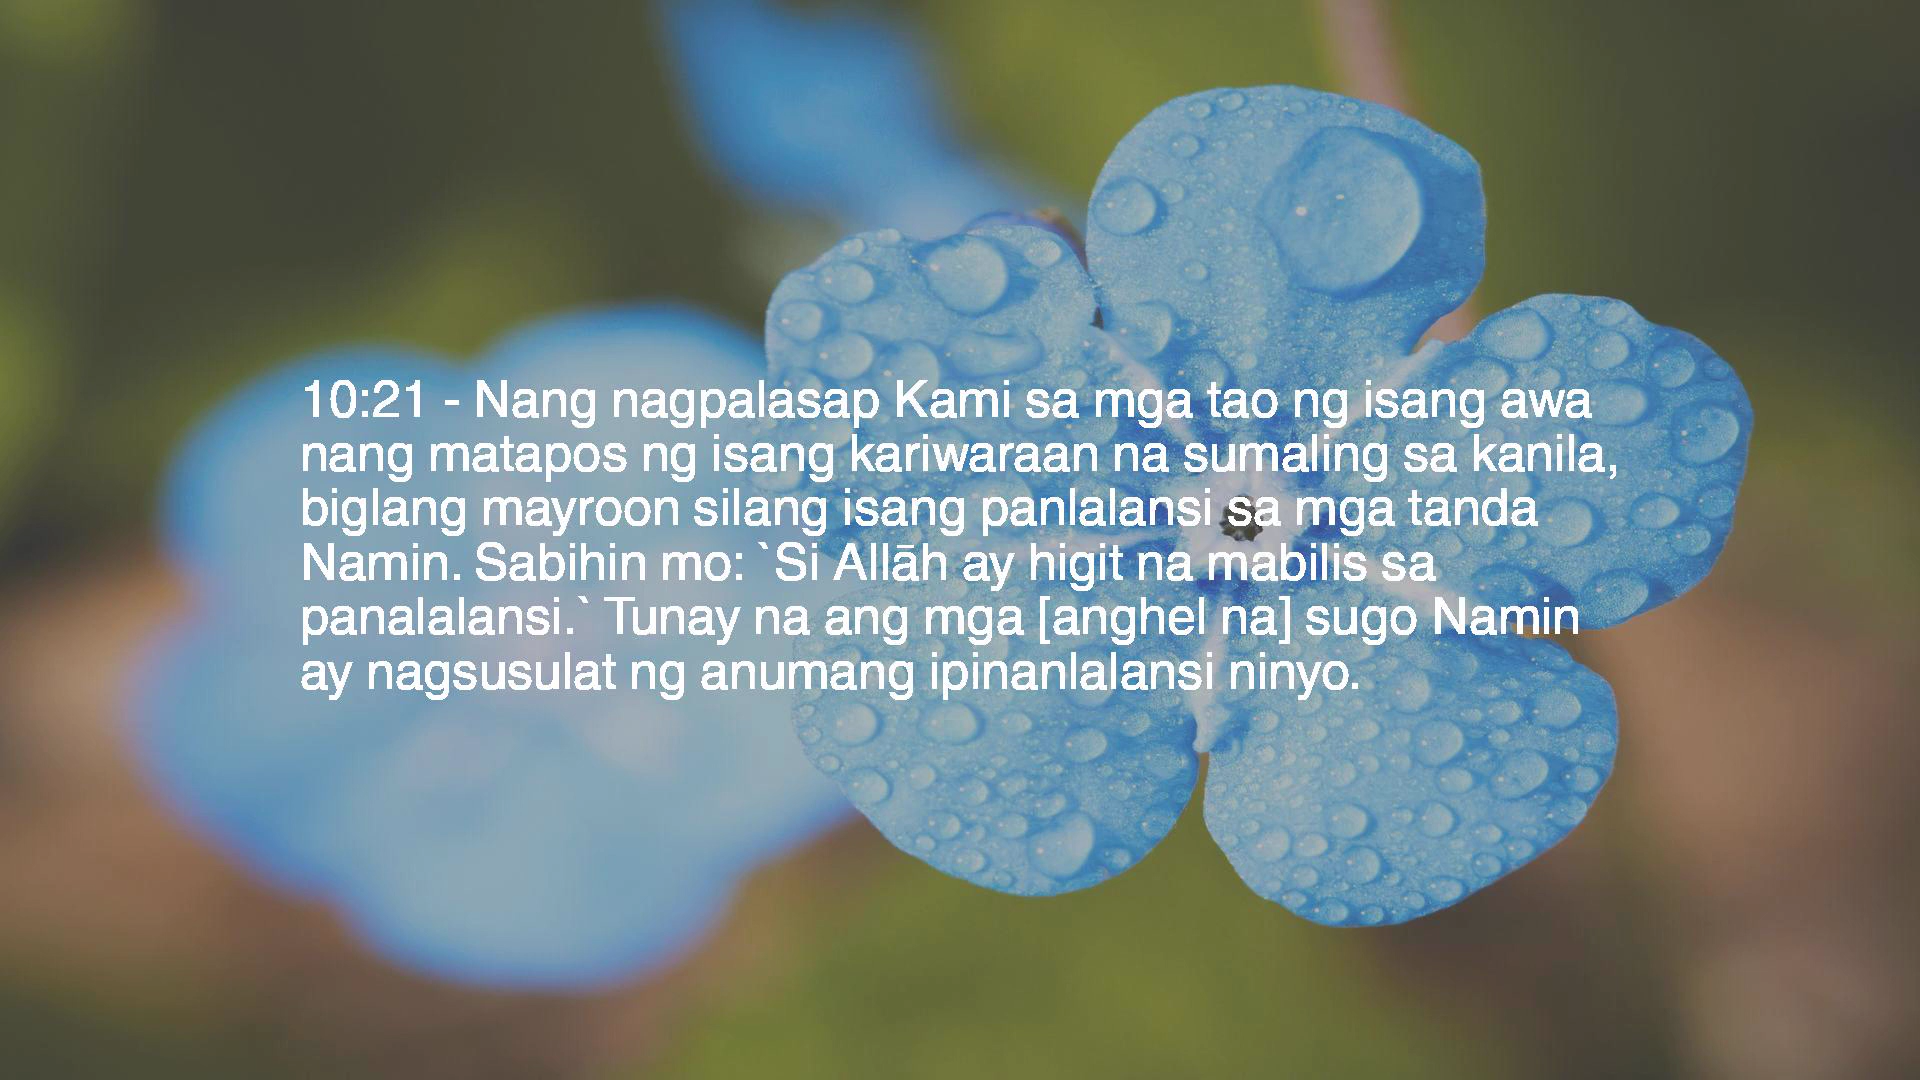 10:21 - Nang nagpalasap Kami sa mga tao ng isang awa
nang matapos ng isang kariwaraan na sumaling sa kanila,
biglang mayroon silang isang panlalansi sa mga tanda
Namin. Sabihin mo: `Si Allāh ay higit na mabilis sa
panalalansi.` Tunay na ang mga [anghel na] sugo Namin
ay nagsusulat ng anumang ipinanlalansi ninyo.